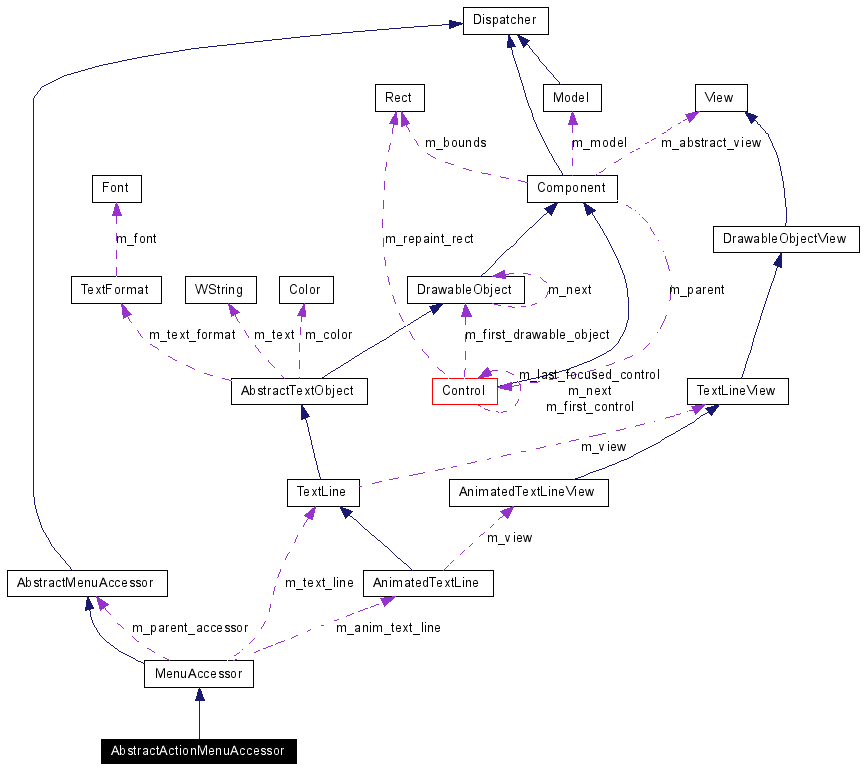 Dispatcher
Rect
Model
View
m_bounds
m_model
m_abstract_view
Font
Component
m_font
m_repaint_rect
DrawableObjectView
TextFormat
WString
Color
DrawableObject
m_next
m_parent
m_text_format
m_text
m_color
m_first_drawable_object
m_last_focused_control
m_next
m_first_control
AbstractTextObject
Control
TextLineView
m_view
TextLine
AnimatedTextLineView
m_view
AbstractMenuAccessor
m_text_line
AnimatedTextLine
m_parent_accessor
m_anim_text_line
MenuAccessor
AbstractActionMenuAccessor